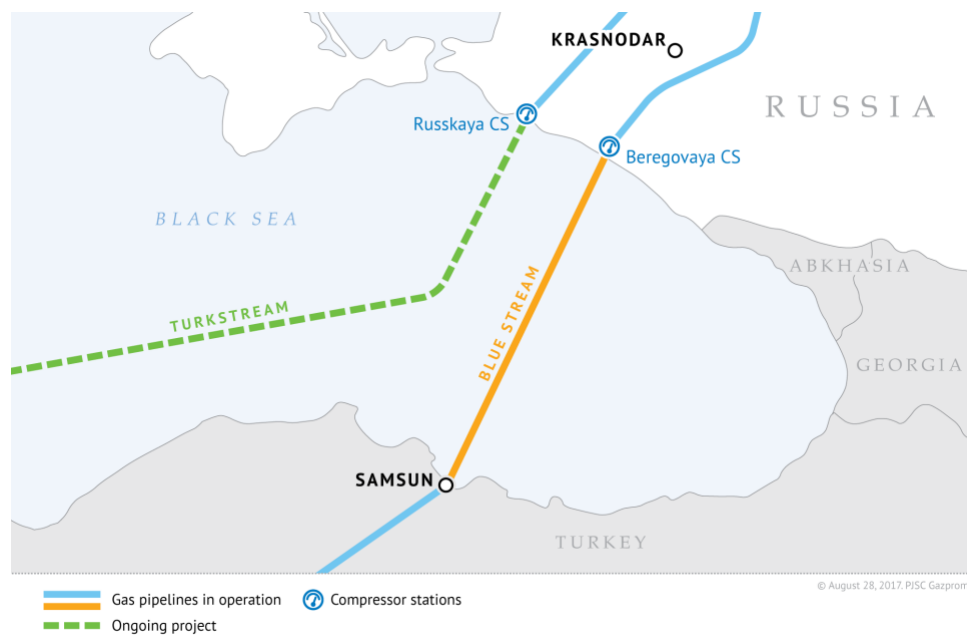 KRASNODAR
RUSSIA
Russkaya CS
Beregovaya CS
BLACK SEA
ABKHASIA
TURKSTREAM
BLUE STREAM
GEORGIA
SAMSUN
TURKEY
© August 28, 2017. PJSC Gazprom
Gas pipelines in operation
Compressor stations
Ongoing project